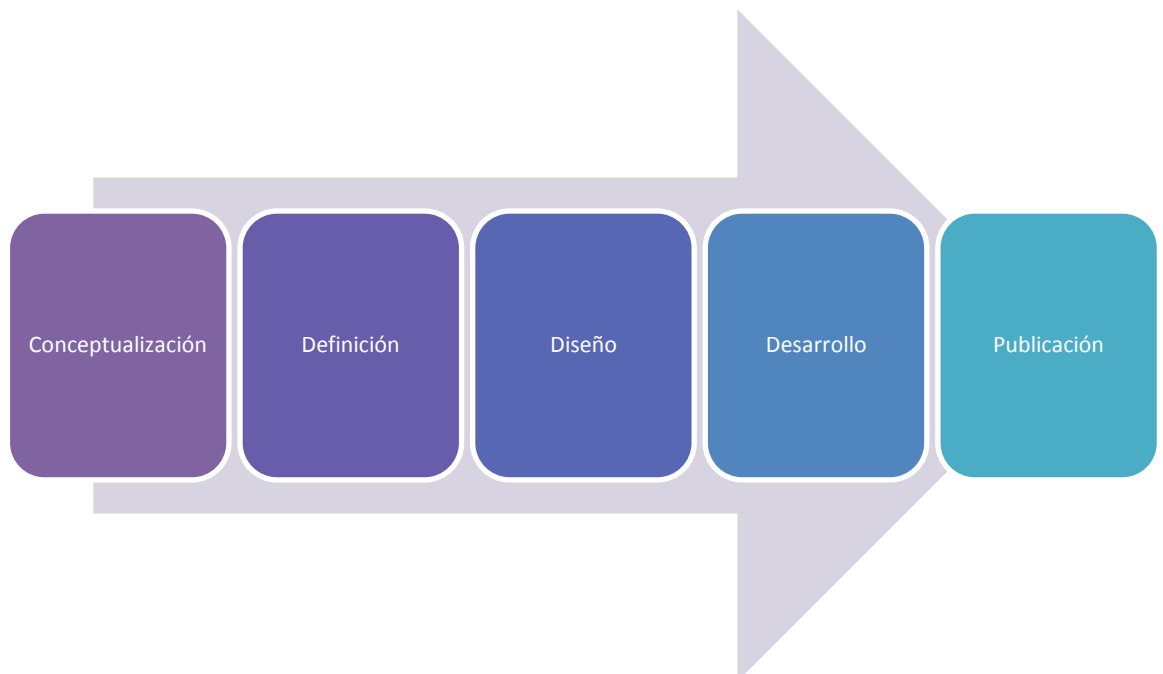 Conceptualización
Definición
Diseño
Desarrollo
Publicación